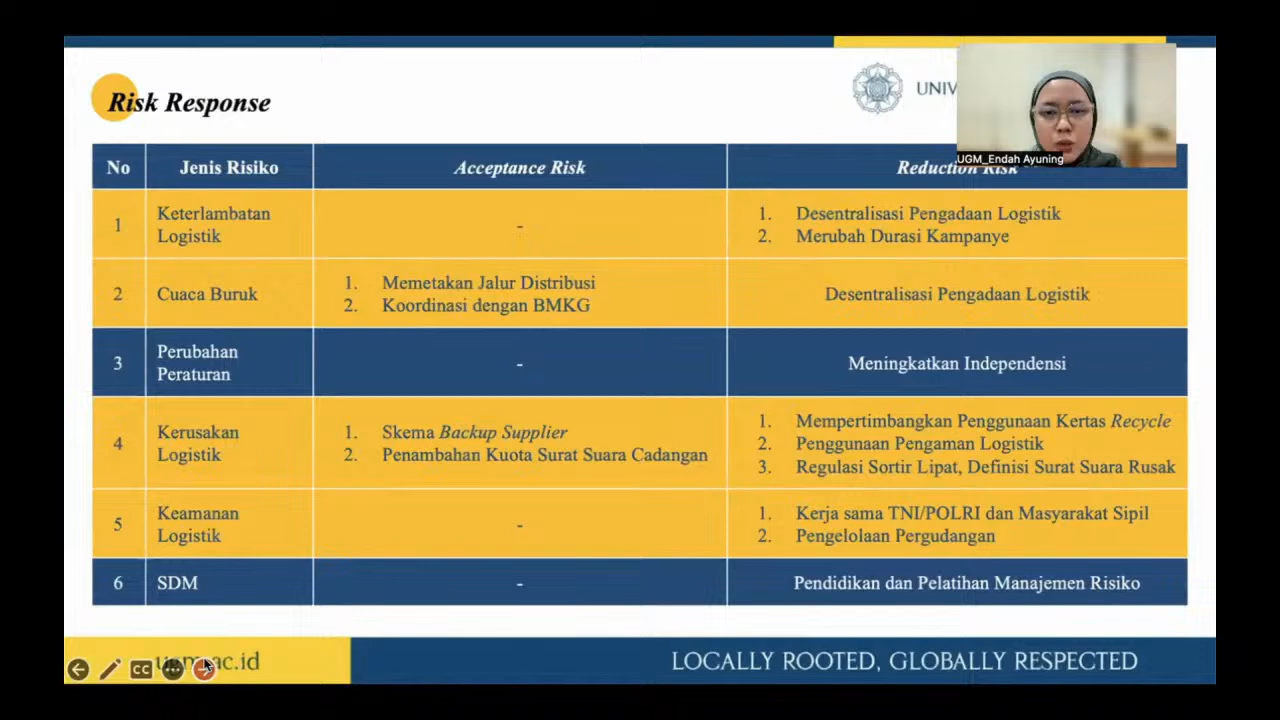 Risk Response
UNIV
UGM_Endah Ayuning
No
Jenis Risiko
Acceptance Risk
Reduction Risk
1
Keterlambatan
Logistik
-
1. Desentralisasi Pengadaan Logistik
2. Merubah Durasi Kampanye
2
Cuaca Buruk
1. Memetakan Jalur Distribusi
2. Koordinasi dengan BMKG
Desentralisasi Pengadaan Logistik
3
Perubahan
Peraturan
-
Meningkatkan Independensi
4
Kerusakan
Logistik
1. Skema Backup Supplier
2. Penambahan Kuota Surat Suara Cadangan
1. Mempertimbangkan Penggunaan Kertas Recycle
2. Penggunaan Pengaman Logistik
3. Regulasi Sortir Lipat, Definisi Surat Suara Rusak
5
Keamanan
Logistik
-
1. Kerja sama TNI/POLRI dan Masyarakat Sipil
2. Pengelolaan Pergudangan
6
SDM
-
Pendidikan dan Pelatihan Manajemen Risiko
CC
ugm.ac.id
LOCALLY ROOTED, GLOBALLY RESPECTED